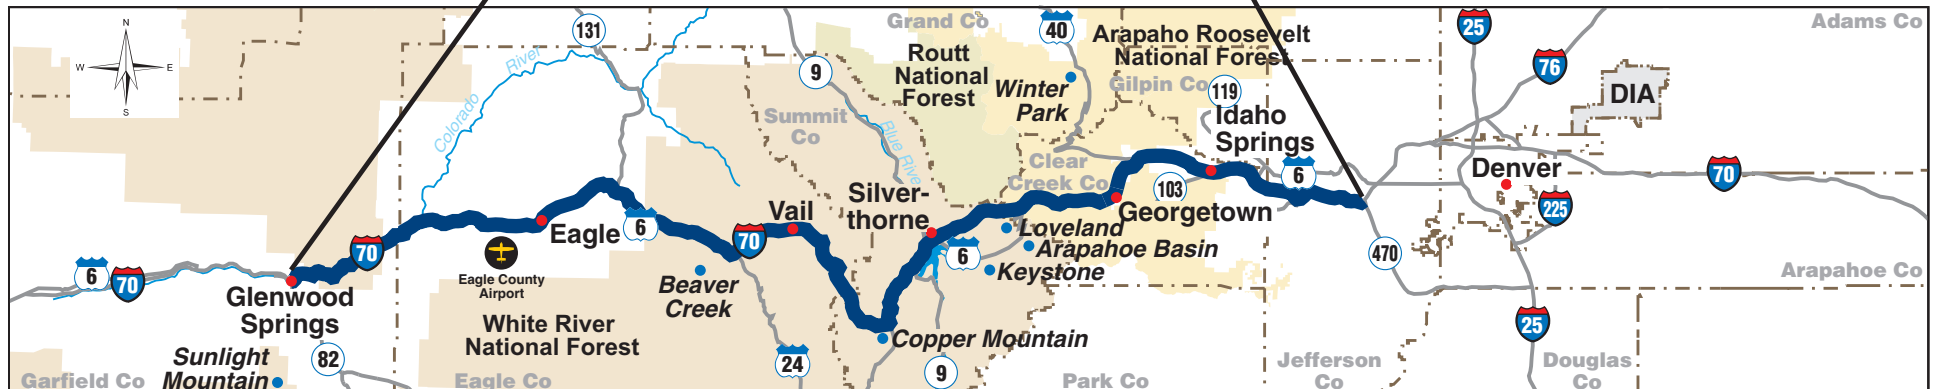 N
W
E
S
131
River
Colorado
9
Summit
Co
Blue River
Grand Co
Routt
National
Forest
40
Winter
Park
Arapaho Roosevelt
National Forest
Gilpin Co
119
Idaho
Springs
25
76
Adams Co
DIA
Denver
70
225
Clear
Creek Co
103
6
Georgetown
Silver-
thorne
Vail
70
Eagle
6
70
Eagle County
Airport
6
70
Glenwood
Springs
Beaver
Creek
Loveland
Arapahoe Basin
6
Keystone
470
Arapahoe Co
White River
National Forest
Copper Mountain
25
Sunlight
Mountain
82
24
9
Garfield Co
Eagle Co
Park Co
Jefferson
Co
Douglas
Co